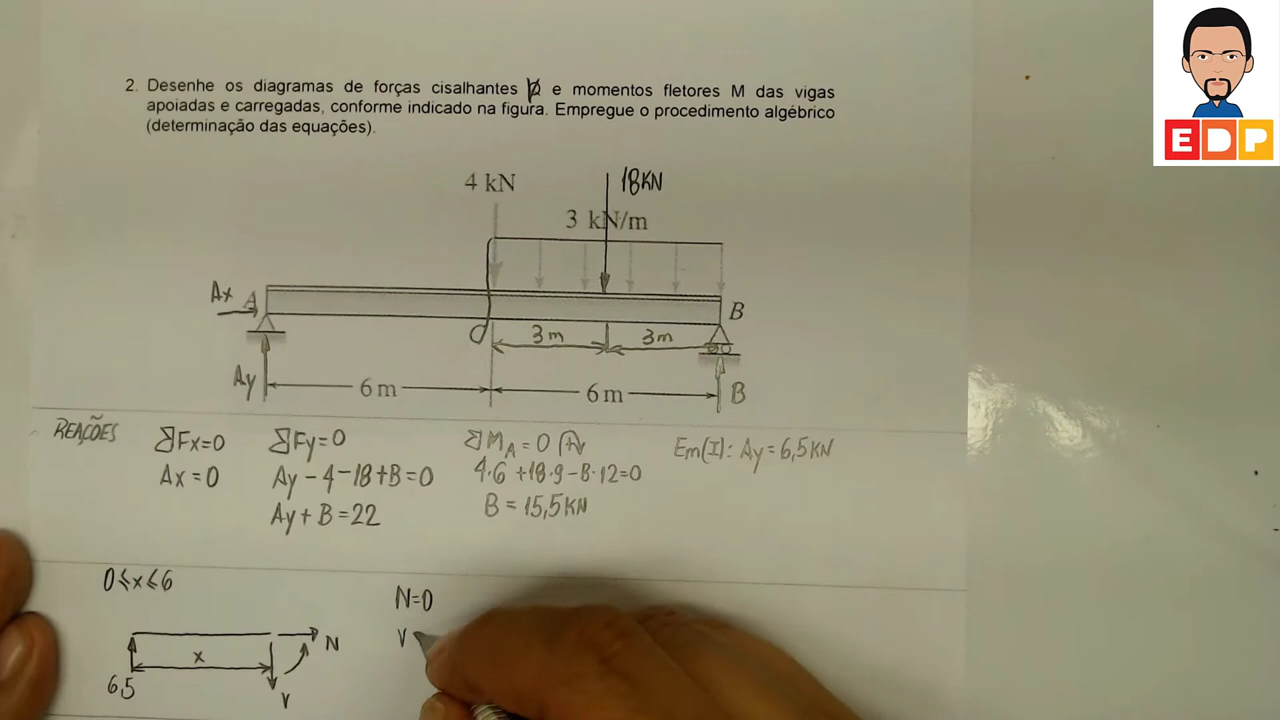 2. Desenhe os diagramas de forças cisalhantes e momentos fletores M das vigas
apoiadas e carregadas, conforme indicado na figura. Empregue o procedimento algébrico
(determinação das equações).
4 kN
18KN
3 kN/m
Ax
A
B
3m
3m
Ay
6 m
6 m
B
REAÇÕES
ΣFx=0
Ax=0
ΣFy=0
Ay-4-18+B=0
Ay+B=22
ΣM_A=0
4·6+18·9-B·12=0
B=15,5KN
Em(I): Ay=6,5KN
0≤x≤6
N=0
V
N
x
6,5
V
EDP